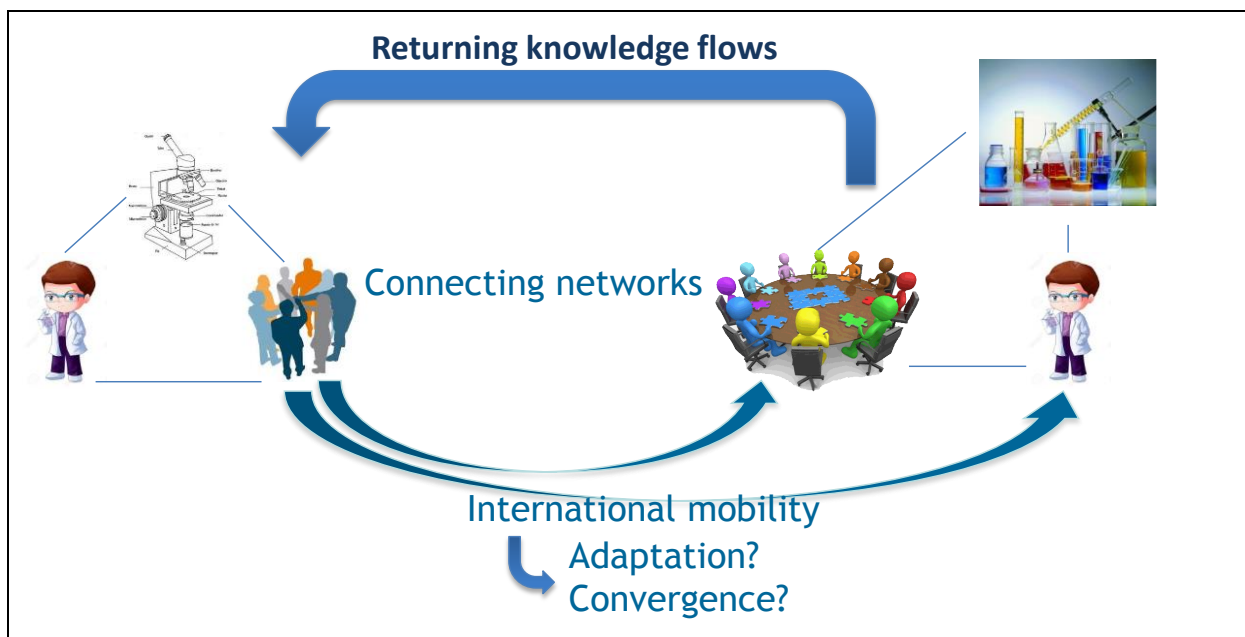 Returning knowledge flows
Connecting networks
International mobility
Adaptation?
Convergence?